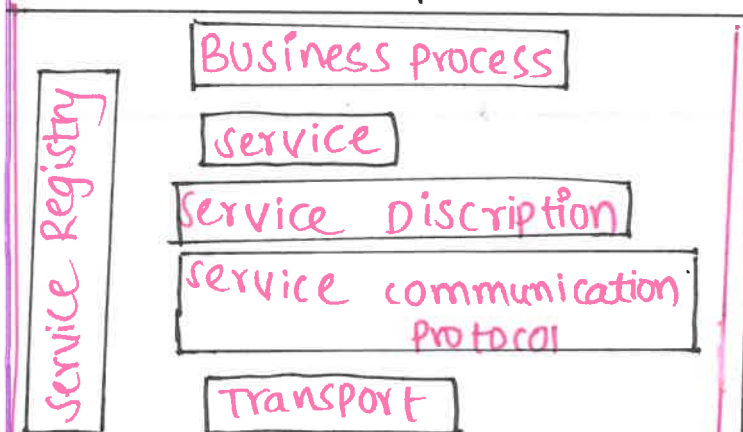 Business Process
Service Registry
Service
Service Discription
Service communication
Protocol
Transport